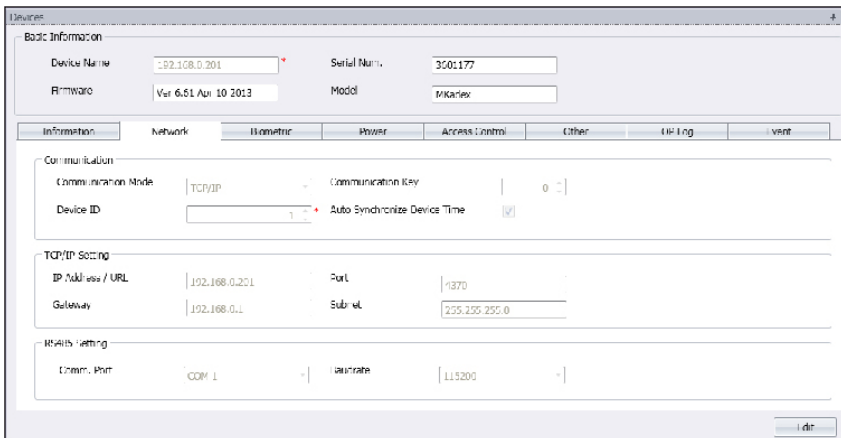 Devices
Basic Information
Device Name 192.168.0.201 * Serial Num. 3601177
Firmware Ver 6.61 Apr 10 2013 Model MKadex
Information Network Biometric Power Access Control Other OP Log Event
Communication
Communication Mode TCP/IP Communication Key 0
Device ID 1 * Auto Synchronize Device Time
TCP/IP Setting
IP Address / URL 192.168.0.201 Port 4370
Gateway 192.168.0.1 Subnet 255.255.255.0
RS485 Setting
Comm. Port COM 1 Baudrate 115200
Edit